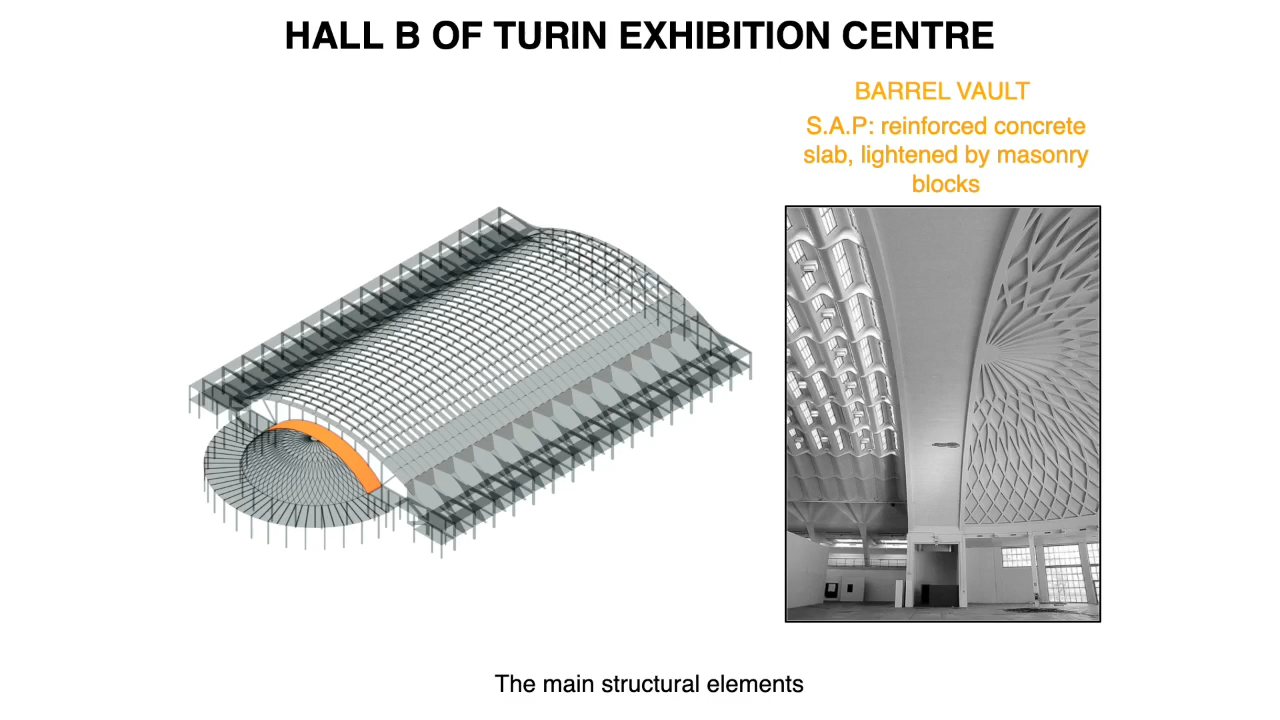 HALL B OF TURIN EXHIBITION CENTRE
BARREL VAULT
S.A.P: reinforced concrete
slab, lightened by masonry
blocks
The main structural elements